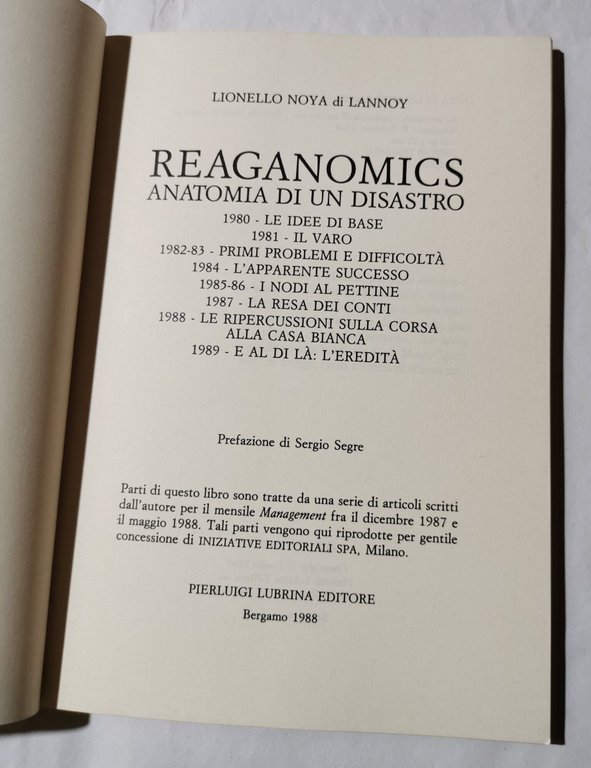 LIONELLO NOYA di LANNOY
REAGANOMICS
ANATOMIA DI UN DISASTRO
1980 - LE IDEE DI BASE
1981 - IL VARO
1982-83 - PRIMI PROBLEMI E DIFFICOLTÀ
1984 - L'APPARENTE SUCCESSO
1985-86 - I NODI AL PETTINE
1987 - LA RESA DEI CONTI
1988 - LE RIPERCUSSIONI SULLA CORSA
ALLA CASA BIANCA
1989 - E AL DI LÀ: L'EREDITÀ
Prefazione di Sergio Segre
Parti di questo libro sono tratte da una serie di articoli scritti
dall'autore per il mensile Management fra il dicembre 1987 e
il maggio 1988. Tali parti vengono qui riprodotte per gentile
concessione di INIZIATIVE EDITORIALI SPA, Milano.
PIERLUIGI LUBRINA EDITORE
Bergamo 1988